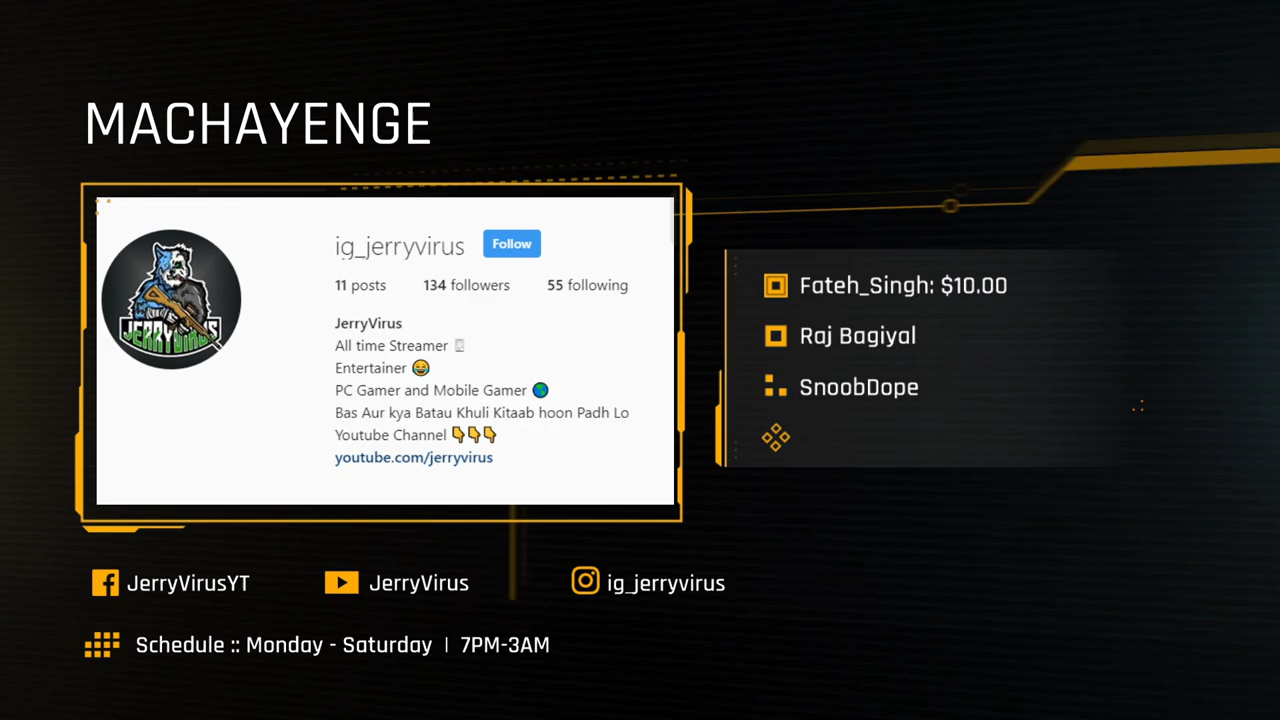 MACHAYENGE
ig_jerryvirus Follow
11 posts 134 followers 55 following
JerryVirus
All time Streamer
Entertainer 😂
PC Gamer and Mobile Gamer 🌎
Bas Aur kya Batau Khuli Kitaab hoon Padh Lo
Youtube Channel 👇👇👇
youtube.com/jerryvirus
JERRYVIRUS
Fateh_Singh: $10.00
Raj Bagiyal
SnoobDope
JerryVirusYT JerryVirus ig_jerryvirus
Schedule :: Monday - Saturday | 7PM-3AM